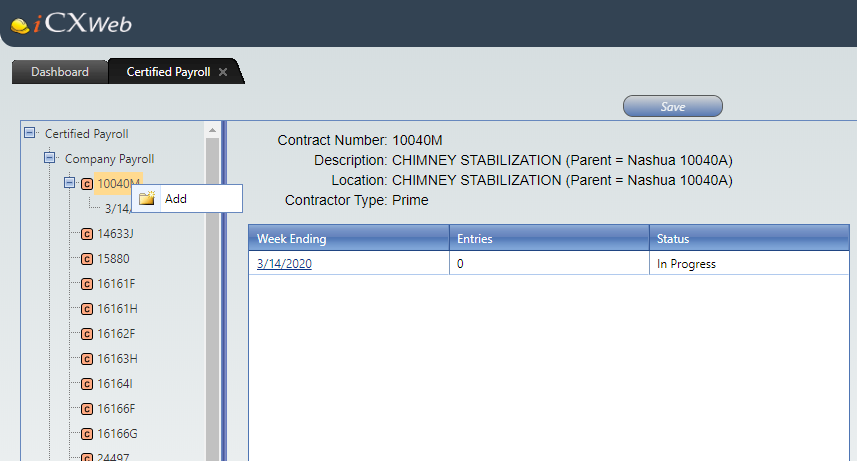 iCXWeb
Dashboard
Certified Payroll
Save
Certified Payroll
Company Payroll
C 10040M
Add
3/14/
C 14633J
C 15880
C 16161F
C 16161H
C 16162F
C 16163H
C 16164I
C 16166F
C 16166G
C 24497
Contract Number: 10040M
Description: CHIMNEY STABILIZATION (Parent = Nashua 10040A)
Location: CHIMNEY STABILIZATION (Parent = Nashua 10040A)
Contractor Type: Prime
Week Ending Entries Status
3/14/2020 0 In Progress